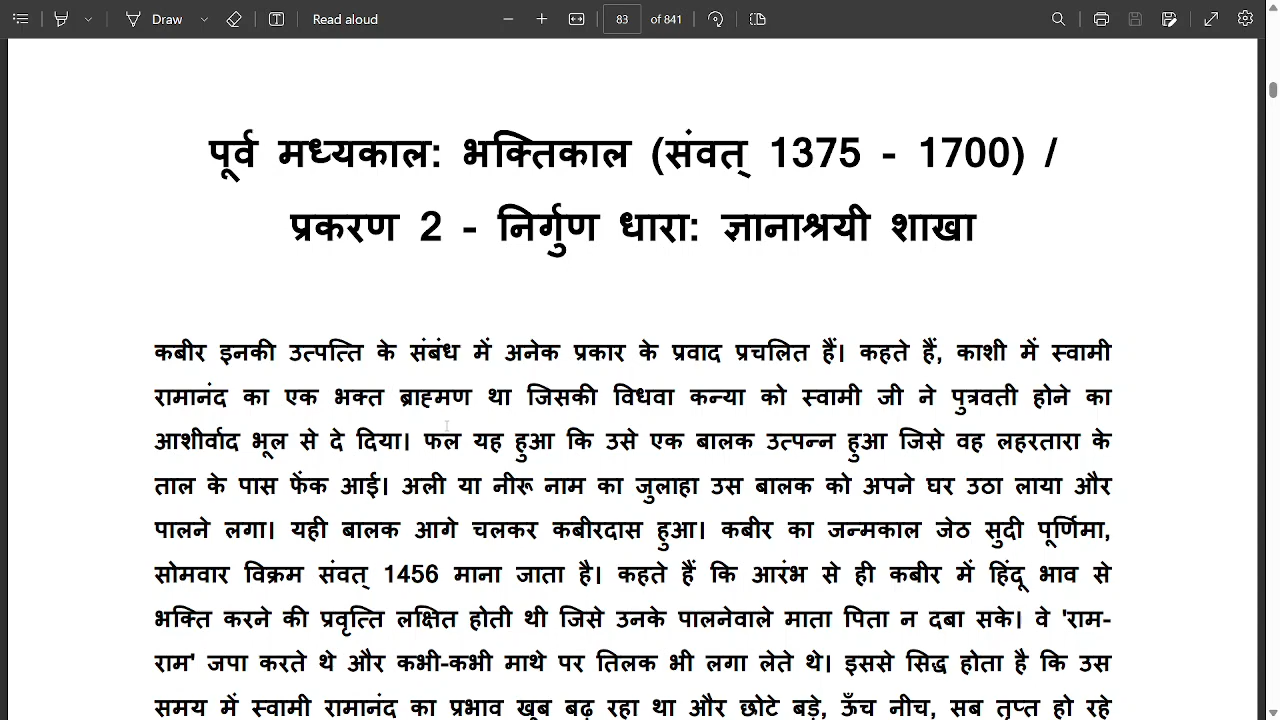 Draw
Read aloud
83 of 841
पूर्व मध्यकाल: भक्तिकाल (संवत् 1375 - 1700) /
प्रकरण 2 - निर्गुण धारा: ज्ञानाश्रयी शाखा
कबीर इनकी उत्पत्ति के संबंध में अनेक प्रकार के प्रवाद प्रचलित हैं। कहते हैं, काशी में स्वामी
रामानंद का एक भक्त ब्राह्मण था जिसकी विधवा कन्या को स्वामी जी ने पुत्रवती होने का
आशीर्वाद भूल से दे दिया। फल यह हुआ कि उसे एक बालक उत्पन्न हुआ जिसे वह लहरतारा के
ताल के पास फेंक आई। अली या नीरू नाम का जुलाहा उस बालक को अपने घर उठा लाया और
पालने लगा। यही बालक आगे चलकर कबीरदास हुआ। कबीर का जन्मकाल जेठ सुदी पूर्णिमा,
सोमवार विक्रम संवत् 1456 माना जाता है। कहते हैं कि आरंभ से ही कबीर में हिंदू भाव से
भक्ति करने की प्रवृत्ति लक्षित होती थी जिसे उनके पालनेवाले माता पिता न दबा सके। वे 'राम-
राम' जपा करते थे और कभी-कभी माथे पर तिलक भी लगा लेते थे। इससे सिद्ध होता है कि उस
समय में स्वामी रामानंद का प्रभाव खूब बढ़ रहा था और छोटे बड़े, ऊँच नीच, सब तृप्त हो रहे